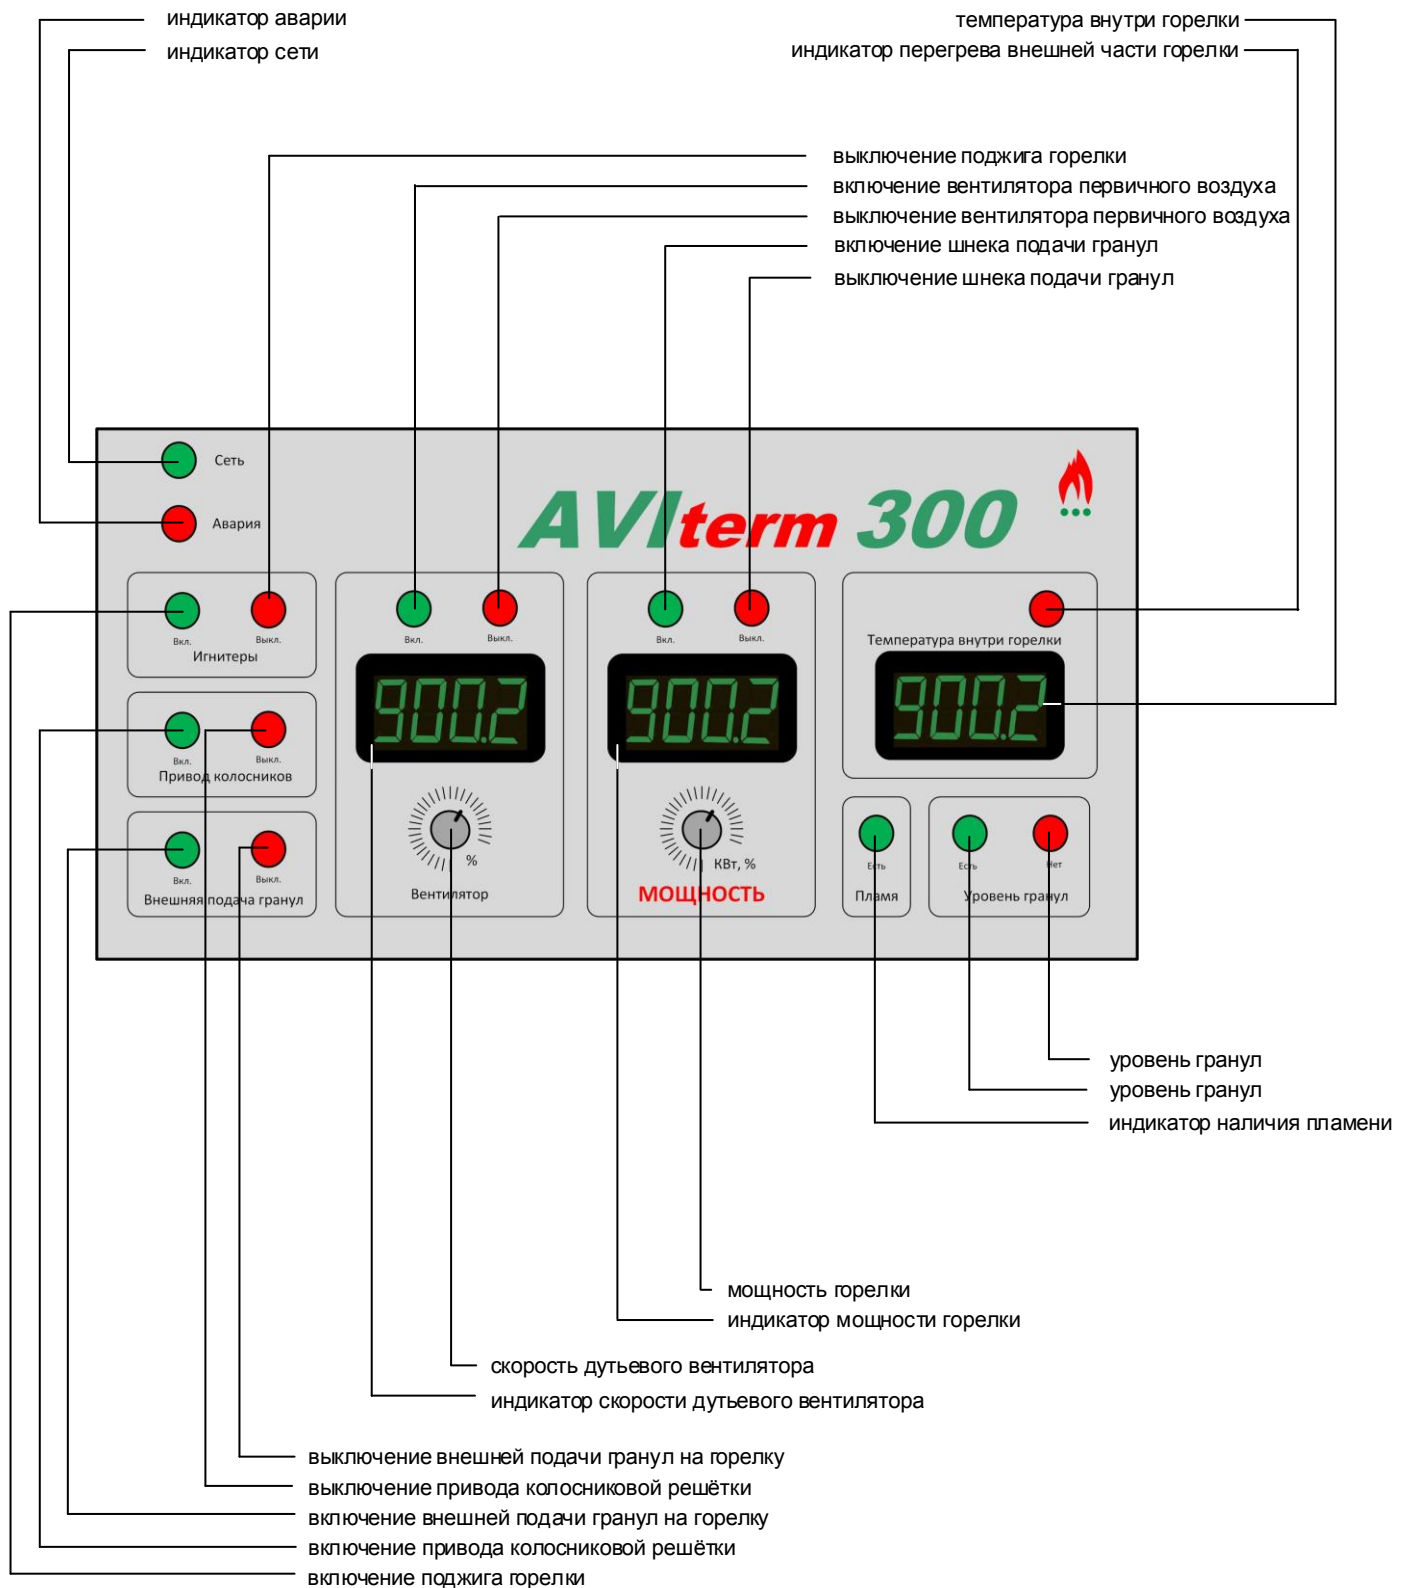 индикатор аварии
температура внутри горелки
индикатор сети
индикатор перегрева внешней части горелки
выключение поджига горелки
включение вентилятора первичного воздуха
выключение вентилятора первичного воздуха
включение шнека подачи гранул
выключение шнека подачи гранул
Сеть
Авария
AVIterm 300
Вкл.
Выкл.
Игнитеры
Вкл.
Выкл.
Вкл.
Выкл.
Температура внутри горелки
900.2
900.2
900.2
Вкл.
Выкл.
Привод колосников
Вкл.
Выкл.
Внешняя подача гранул
%
Вентилятор
КВт, %
МОЩНОСТЬ
Есть
Пламя
Есть
Нет
Уровень гранул
уровень гранул
уровень гранул
индикатор наличия пламени
мощность горелки
индикатор мощности горелки
скорость дутьевого вентилятора
индикатор скорости дутьевого вентилятора
выключение внешней подачи гранул на горелку
выключение привода колосниковой решётки
включение внешней подачи гранул на горелку
включение привода колосниковой решётки
включение поджига горелки